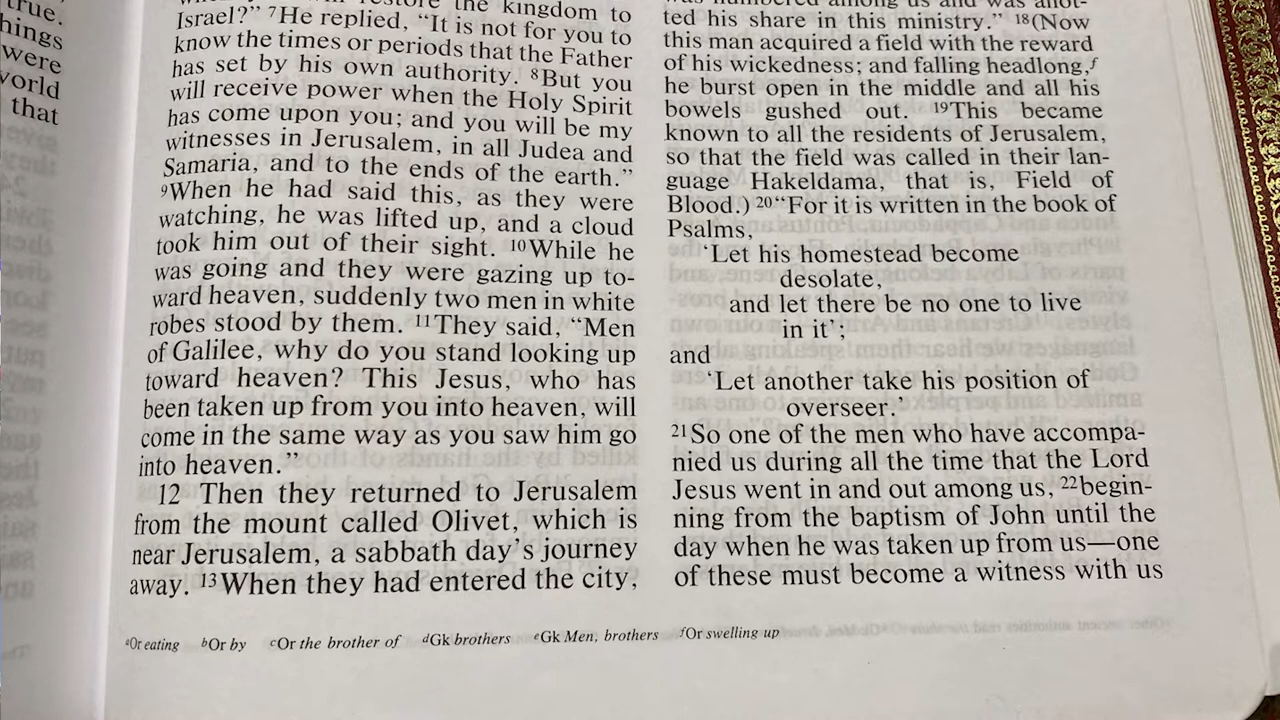 true.
things
were
world
that
restore the kingdom to
Israel?” 7He replied, “It is not for you to
know the times or periods that the Father
has set by his own authority. 8But you
will receive power when the Holy Spirit
has come upon you; and you will be my
witnesses in Jerusalem, in all Judea and
Samaria, and to the ends of the earth.”
9When he had said this, as they were
watching, he was lifted up, and a cloud
took him out of their sight. 10While he
was going and they were gazing up to-
ward heaven, suddenly two men in white
robes stood by them. 11They said, “Men
of Galilee, why do you stand looking up
toward heaven? This Jesus, who has
been taken up from you into heaven, will
come in the same way as you saw him go
into heaven.”
12 Then they returned to Jerusalem
from the mount called Olivet, which is
near Jerusalem, a sabbath day’s journey
away. 13When they had entered the city,
was numbered among us and was allot-
ted his share in this ministry.” 18(Now
this man acquired a field with the reward
of his wickedness; and falling headlong,f
he burst open in the middle and all his
bowels gushed out. 19This became
known to all the residents of Jerusalem,
so that the field was called in their lan-
guage Hakeldama, that is, Field of
Blood.) 20“For it is written in the book of
Psalms,
‘Let his homestead become
desolate,
and let there be no one to live
in it’;
and
‘Let another take his position of
overseer.’
21So one of the men who have accompa-
nied us during all the time that the Lord
Jesus went in and out among us, 22begin-
ning from the baptism of John until the
day when he was taken up from us—one
of these must become a witness with us
aOr eating bOr by cOr the brother of dGk brothers eGk Men, brothers fOr swelling up